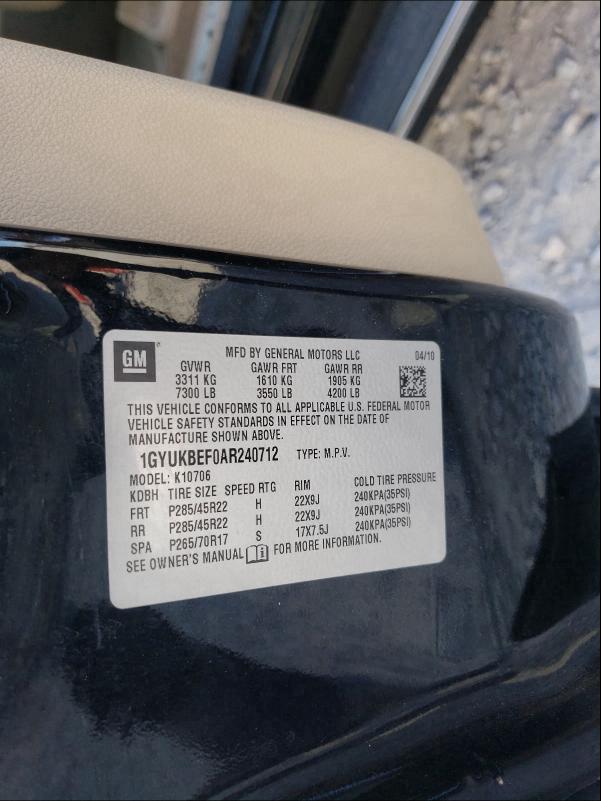 GM
MFD BY GENERAL MOTORS LLC 04/10
GVWR GAWR FRT GAWR RR
3311 KG 1610 KG 1905 KG
7300 LB 3550 LB 4200 LB
THIS VEHICLE CONFORMS TO ALL APPLICABLE U.S. FEDERAL MOTOR
VEHICLE SAFETY STANDARDS IN EFFECT ON THE DATE OF
MANUFACTURE SHOWN ABOVE.
1GYUKBEF0AR240712 TYPE: M.P.V.
MODEL: K10706
KDBH TIRE SIZE SPEED RTG RIM COLD TIRE PRESSURE
FRT P285/45R22 H 22X9J 240KPA(35PSI)
RR P285/45R22 H 22X9J 240KPA(35PSI)
SPA P265/70R17 S 17X7.5J 240KPA(35PSI)
SEE OWNER'S MANUAL FOR MORE INFORMATION.